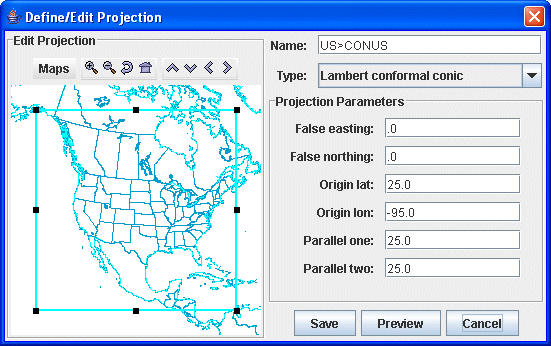 Define/Edit Projection
Edit Projection
Maps
Name: US>CONUS
Type: Lambert conformal conic
Projection Parameters
False easting: .0
False northing: .0
Origin lat: 25.0
Origin lon: -95.0
Parallel one: 25.0
Parallel two: 25.0
Save Preview Cancel